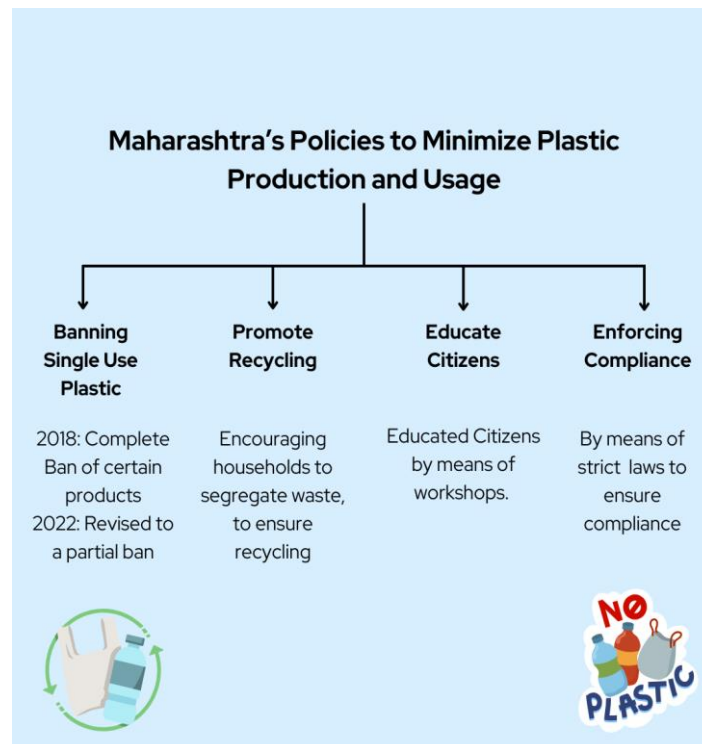 Maharashtra's Policies to Minimize Plastic
Production and Usage
Banning
Single Use
Plastic
2018: Complete
Ban of certain
products
2022: Revised to
a partial ban
Promote
Recycling
Encouraging
households to
segregate waste,
to ensure
recycling
Educate
Citizens
Educated Citizens
by means of
workshops.
Enforcing
Compliance
By means of
strict laws to
ensure
compliance
NO
PLASTIC